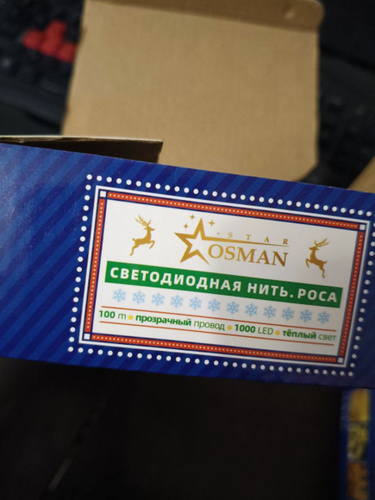 STAR
OSMAN
СВЕТОДИОДНАЯ НИТЬ. РОСА
100 m • прозрачный провод • 1000 LED • тёплый свет